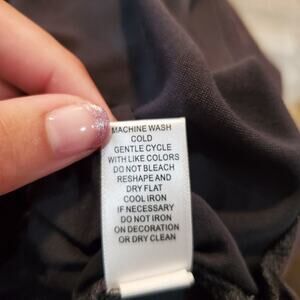 MACHINE WASH
COLD
GENTLE CYCLE
WITH LIKE COLORS
DO NOT BLEACH
RESHAPE AND
DRY FLAT
COOL IRON
IF NECESSARY
DO NOT IRON
ON DECORATION
OR DRY CLEAN